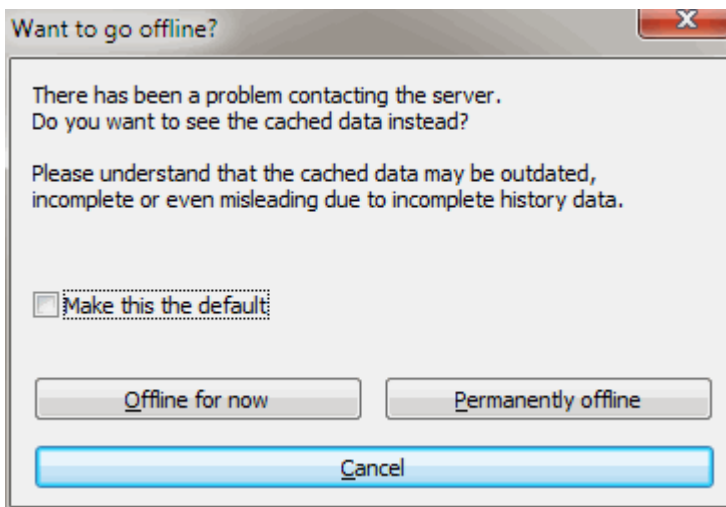 Want to go offline?
There has been a problem contacting the server.
Do you want to see the cached data instead?
Please understand that the cached data may be outdated,
incomplete or even misleading due to incomplete history data.
Make this the default
Offline for now
Permanently offline
Cancel